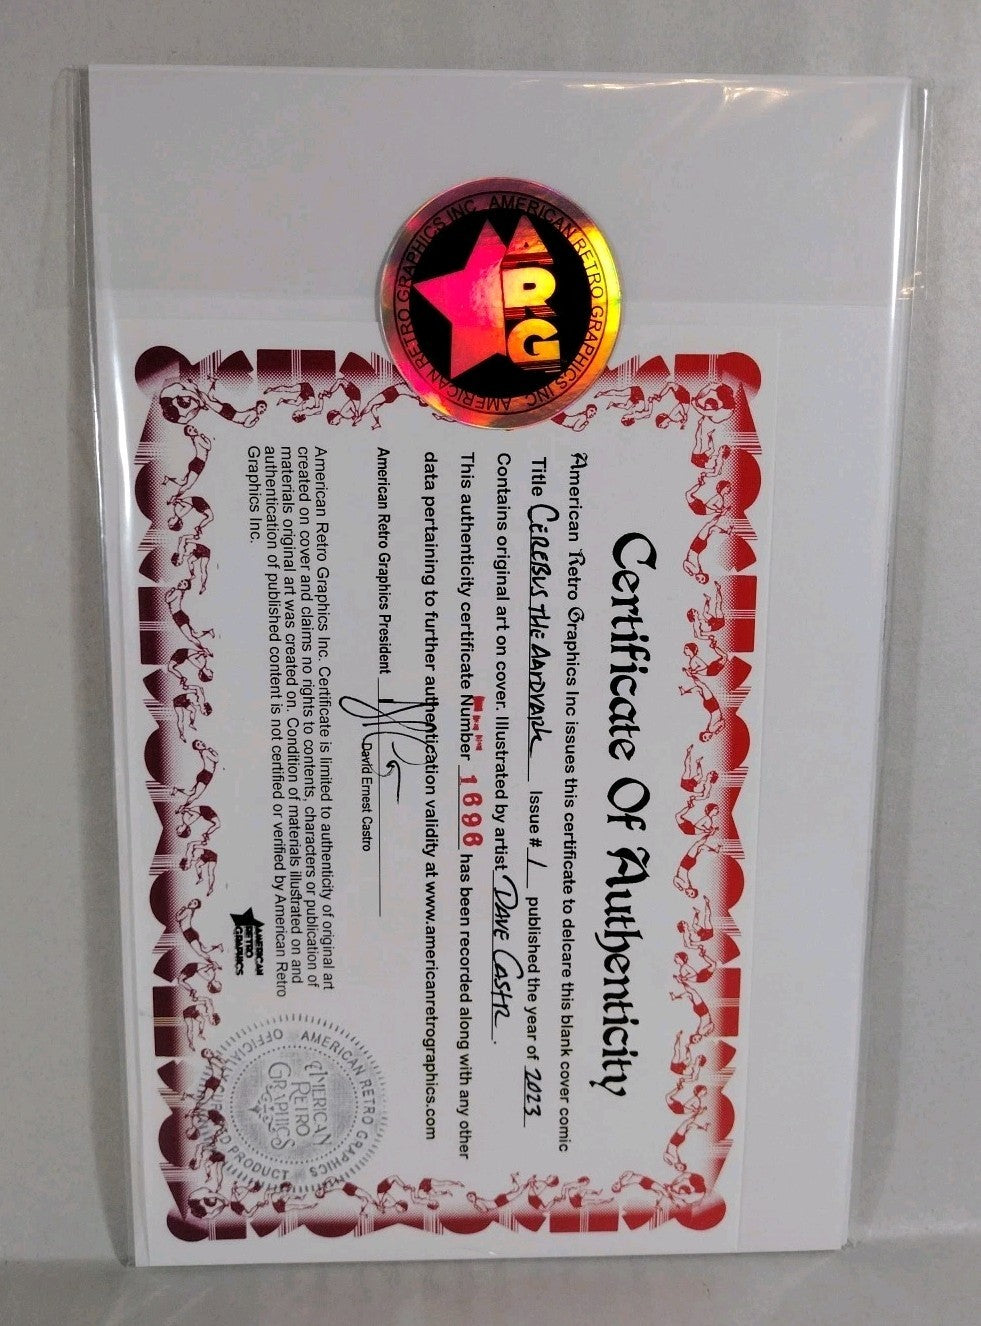 AMERICAN RETRO GRAPHICS INC. AMERICAN RETRO GRAPHICS INC.
ARG
Certificate Of Authenticity
American Retro Graphics Inc issues this certificate to delcare this blank cover comic
Title CEREBUS THE AARDVARK Issue # 1 published the year of 2023
Contains original art on cover. Illustrated by artist DAVE CASTR.
This authenticity certificate Number 1696 has been recorded along with any other
data pertaining to further authentication validity at www.americanretrographics.com
American Retro Graphics President
David Ernest Castro
American Retro Graphics Inc. Certificate is limited to authenticity of original art
created on cover and claims no rights to contents, characters or publication of
materials original art was created on. Condition of materials illustrated on and
authentication of published content is not certified or verified by American Retro
Graphics Inc.
AMERICAN
RETRO
GRAPHICS
AMERICAN RETRO GRAPHICS
OFFICIAL PRODUCT
AMERICAN
RETRO
GRAPHICS